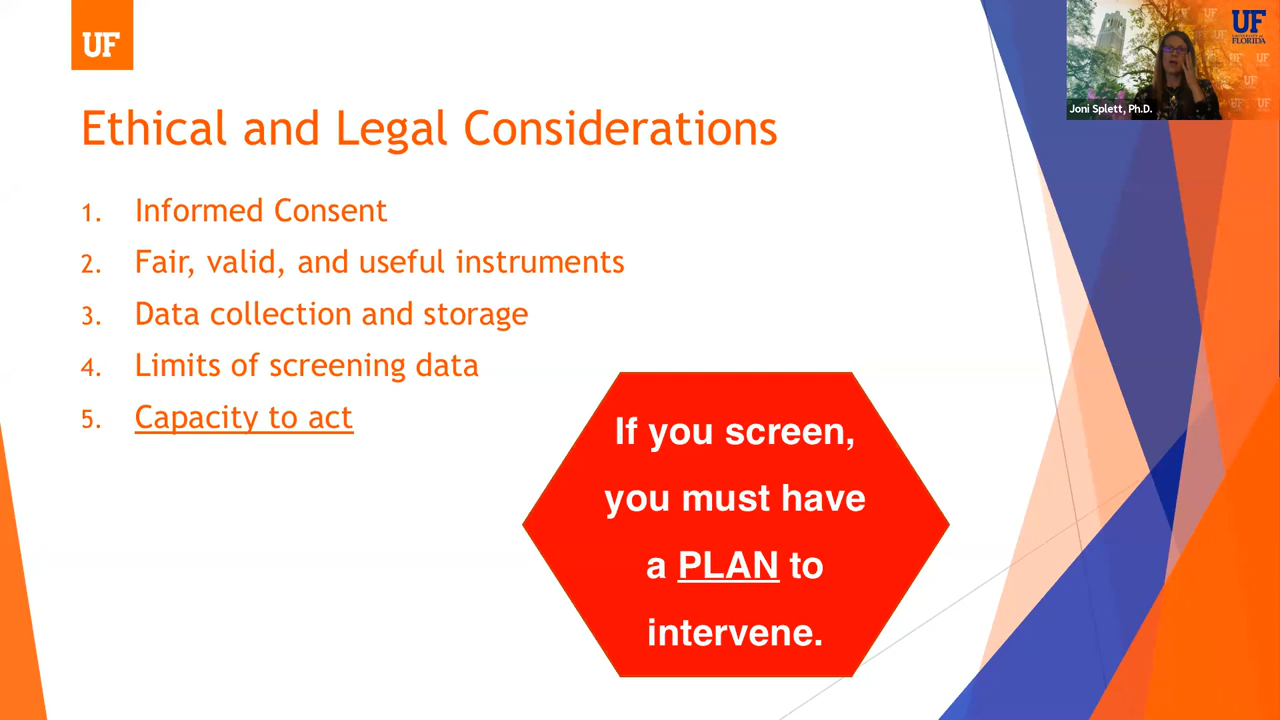 UF
UF
UNIVERSITY of
FLORIDA
Joni Splett, Ph.D.
Ethical and Legal Considerations
1. Informed Consent
2. Fair, valid, and useful instruments
3. Data collection and storage
4. Limits of screening data
5. Capacity to act
If you screen,
you must have
a PLAN to
intervene.